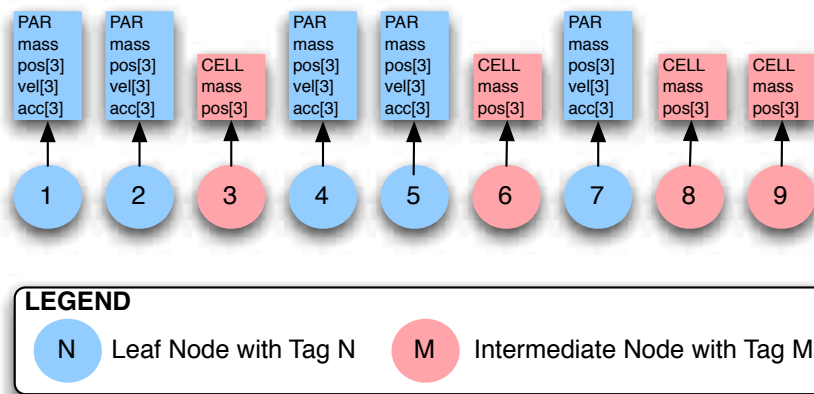 PAR
mass
pos[3]
vel[3]
acc[3]
PAR
mass
pos[3]
vel[3]
acc[3]
CELL
mass
pos[3]
PAR
mass
pos[3]
vel[3]
acc[3]
PAR
mass
pos[3]
vel[3]
acc[3]
CELL
mass
pos[3]
PAR
mass
pos[3]
vel[3]
acc[3]
CELL
mass
pos[3]
CELL
mass
pos[3]
1 2 3 4 5 6 7 8 9
LEGEND
N Leaf Node with Tag N M Intermediate Node with Tag M